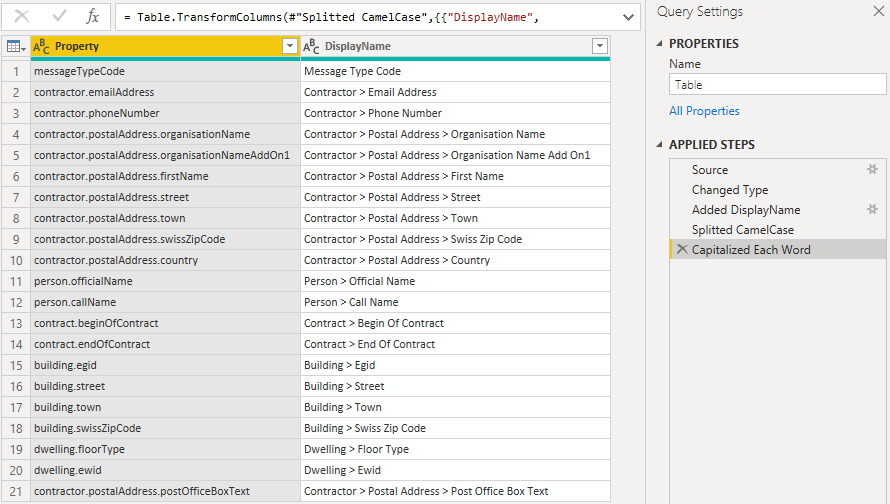 fx = Table.TransformColumns(#"Splitted CamelCase",{{"DisplayName",
ABC Property ABC DisplayName
1 messageTypeCode Message Type Code
2 contractor.emailAddress Contractor > Email Address
3 contractor.phoneNumber Contractor > Phone Number
4 contractor.postalAddress.organisationName Contractor > Postal Address > Organisation Name
5 contractor.postalAddress.organisationNameAddOn1 Contractor > Postal Address > Organisation Name Add On1
6 contractor.postalAddress.firstName Contractor > Postal Address > First Name
7 contractor.postalAddress.street Contractor > Postal Address > Street
8 contractor.postalAddress.town Contractor > Postal Address > Town
9 contractor.postalAddress.swissZipCode Contractor > Postal Address > Swiss Zip Code
10 contractor.postalAddress.country Contractor > Postal Address > Country
11 person.officialName Person > Official Name
12 person.callName Person > Call Name
13 contract.beginOfContract Contract > Begin Of Contract
14 contract.endOfContract Contract > End Of Contract
15 building.egid Building > Egid
16 building.street Building > Street
17 building.town Building > Town
18 building.swissZipCode Building > Swiss Zip Code
19 dwelling.floorType Dwelling > Floor Type
20 dwelling.ewid Dwelling > Ewid
21 contractor.postalAddress.postOfficeBoxText Contractor > Postal Address > Post Office Box Text
Query Settings
PROPERTIES
Name
Table
All Properties
APPLIED STEPS
Source
Changed Type
Added DisplayName
Splitted CamelCase
Capitalized Each Word